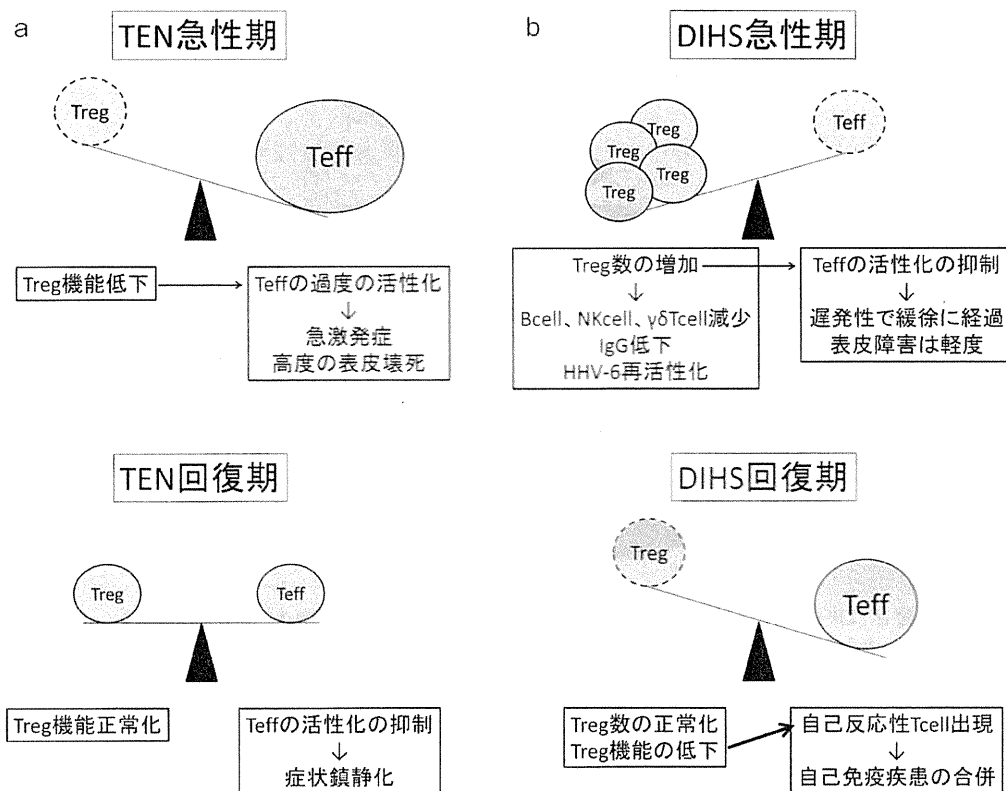 a
TEN急性期
Treg
Teff
Treg機能低下
Teffの過度の活性化
↓
急激発症
高度の表皮壊死
b
DIHS急性期
Treg
Treg
Treg
Treg
Teff
Treg数の増加
↓
Bcell、NKcell、γδTcell減少
IgG低下
HHV-6再活性化
Teffの活性化の抑制
↓
遅発性で緩徐に経過
表皮障害は軽度
TEN回復期
Treg
Teff
Treg機能正常化
Teffの活性化の抑制
↓
症状鎮静化
DIHS回復期
Treg
Teff
Treg数の正常化
Treg機能の低下
自己反応性Tcell出現
↓
自己免疫疾患の合併